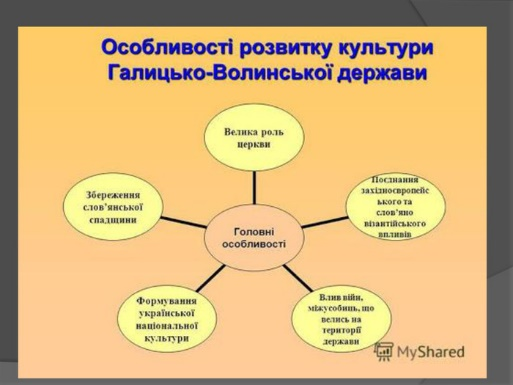 Особливості розвитку культури
Галицько-Волинської держави
Велика роль
церкви
Поєднання
західноєвропейс
ького та
слов’яно
візантійського
впливів
Збереження
слов’янської
спадщини
Головні
особливості
Формування
української
національної
культури
Влив війн,
міжусобиць, що
велись на
території
держави
MyShared